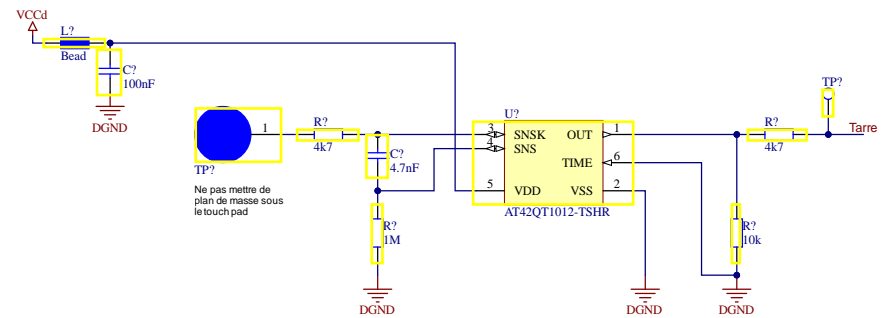 VCCd
L?
Bead
C?
100nF
DGND
TP?
1
Ne pas mettre de
plan de masse sous
le touch pad
R?
4k7
C?
4.7nF
R?
1M
DGND
U?
3
SNSK
OUT
1
4
SNS
TIME
6
5
VDD
VSS
2
AT42QT1012-TSHR
DGND
R?
10k
DGND
R?
4k7
TP?
Tarre